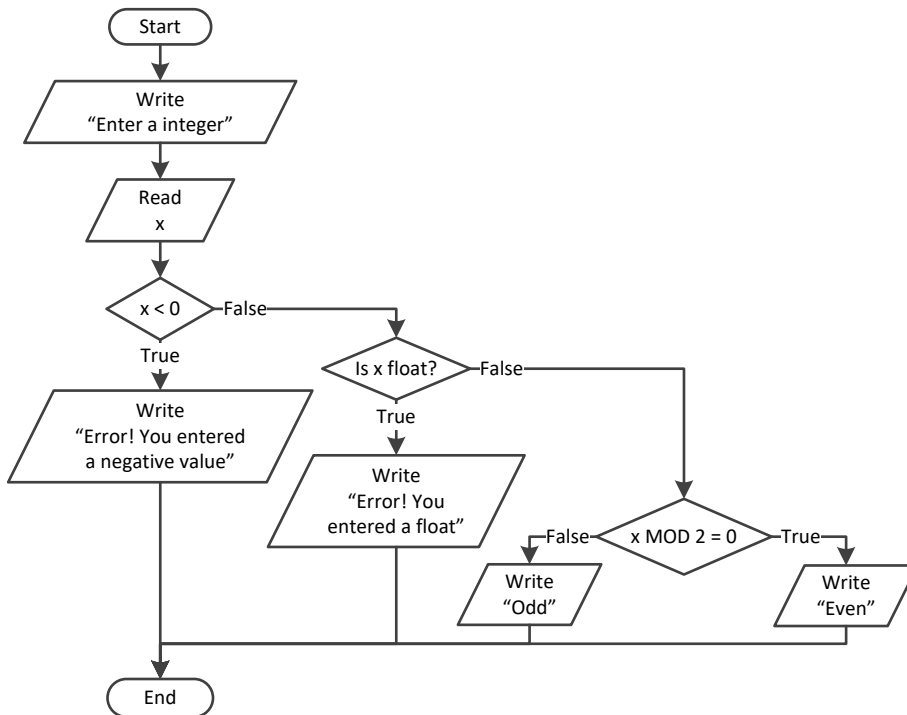 Start
Write
“Enter a integer”
Read
x
x < 0
False
True
Is x float?
False
True
Write
“Error! You entered
a negative value”
Write
“Error! You
entered a float”
x MOD 2 = 0
False
True
Write
“Odd”
Write
“Even”
End